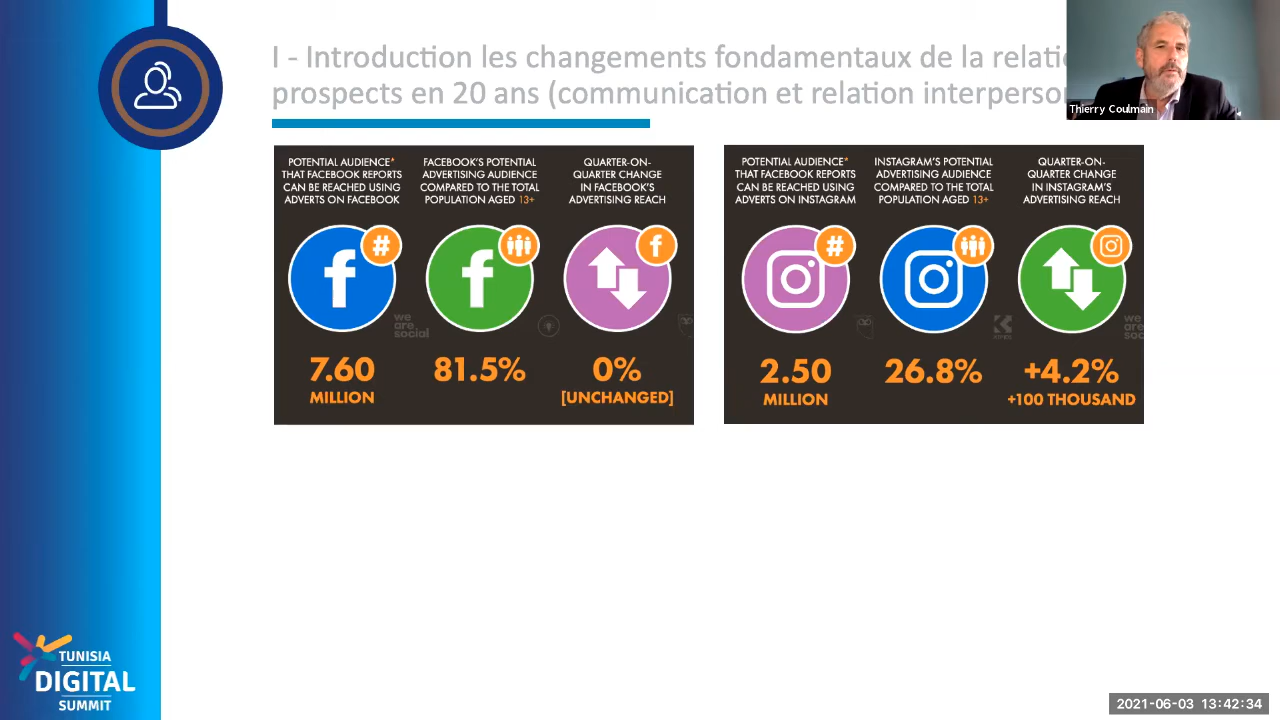 I - Introduction les changements fondamentaux de la relati
prospects en 20 ans (communication et relation interperso
Thierry Coulmain
POTENTIAL AUDIENCE*
THAT FACEBOOK REPORTS
CAN BE REACHED USING
ADVERTS ON FACEBOOK
FACEBOOK'S POTENTIAL
ADVERTISING AUDIENCE
COMPARED TO THE TOTAL
POPULATION AGED 13+
QUARTER-ON-
QUARTER CHANGE
IN FACEBOOK'S
ADVERTISING REACH
#
we
are
social
7.60
MILLION
81.5%
0%
[UNCHANGED]
POTENTIAL AUDIENCE*
THAT FACEBOOK REPORTS
CAN BE REACHED USING
ADVERTS ON INSTAGRAM
INSTAGRAM'S POTENTIAL
ADVERTISING AUDIENCE
COMPARED TO THE TOTAL
POPULATION AGED 13+
QUARTER-ON-
QUARTER CHANGE
IN INSTAGRAM'S
ADVERTISING REACH
#
we
are
soci
2.50
MILLION
26.8%
+4.2%
+100 THOUSAND
TUNISIA
DIGITAL
SUMMIT
2021-06-03 13:42:34